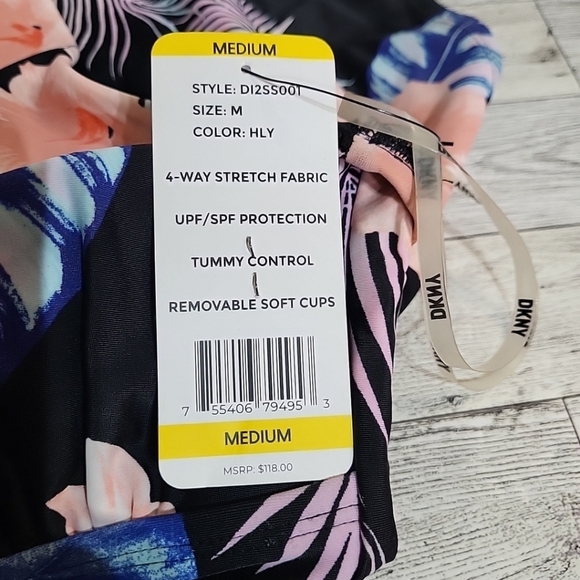 MEDIUM
STYLE: DI2SS001
SIZE: M
COLOR: HLY
4-WAY STRETCH FABRIC
UPF/SPF PROTECTION
TUMMY CONTROL
REMOVABLE SOFT CUPS
7 55406 79495 3
MEDIUM
MSRP: $118.00
DKNY
DKNY